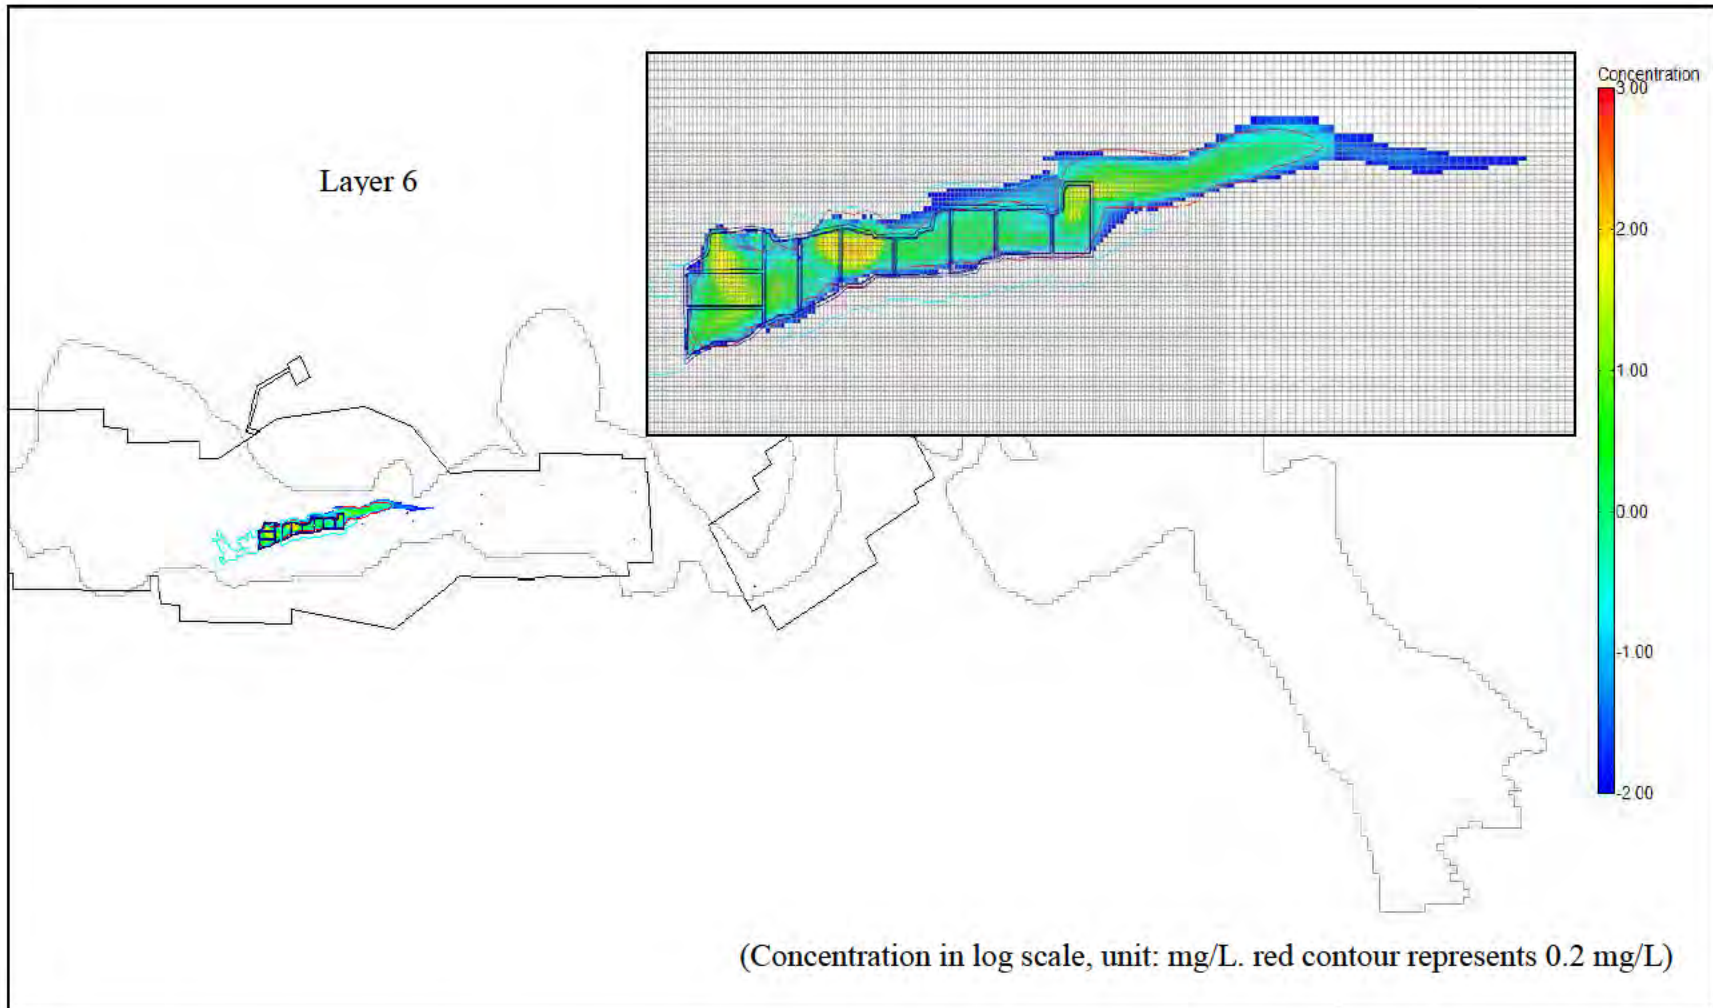 Layer 6
Concentration
3.00
2.00
1.00
0.00
-1.00
-2.00
(Concentration in log scale, unit: mg/L. red contour represents 0.2 mg/L)